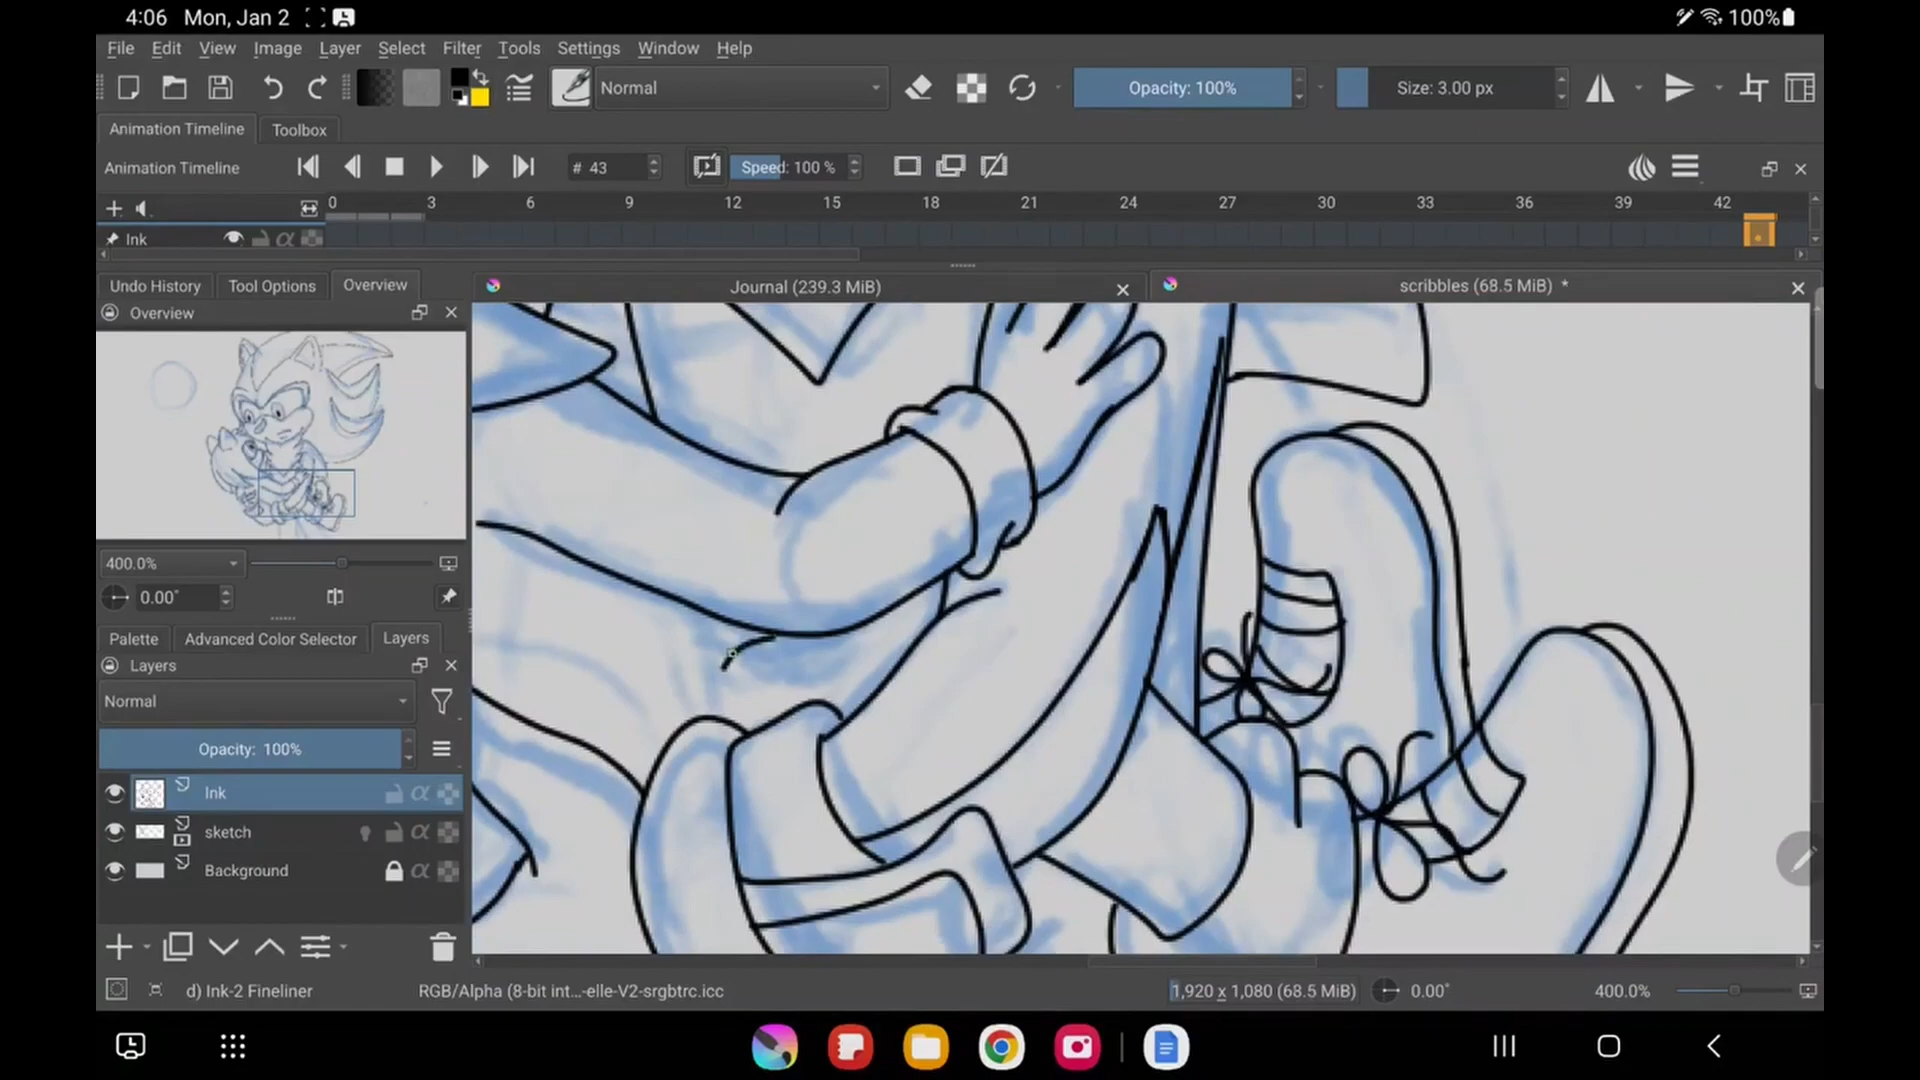 4:06 Mon, Jan 2 100%
File Edit View Image Layer Select Filter Tools Settings Window Help
Normal Opacity: 100% Size: 3.00 px
Animation Timeline Toolbox
Animation Timeline # 43 Speed: 100 %
0 3 6 9 12 15 18 21 24 27 30 33 36 39 42
Ink
Undo History Tool Options Overview Journal (239.3 MiB) scribbles (68.5 MiB) *
Overview
400.0%
0.00°
Palette Advanced Color Selector Layers
Layers
Normal
Opacity: 100%
Ink
sketch
Background
d) Ink-2 Fineliner RGB/Alpha (8-bit int...-elle-V2-srgbtrc.icc 1,920 x 1,080 (68.5 MiB) 0.00° 400.0%